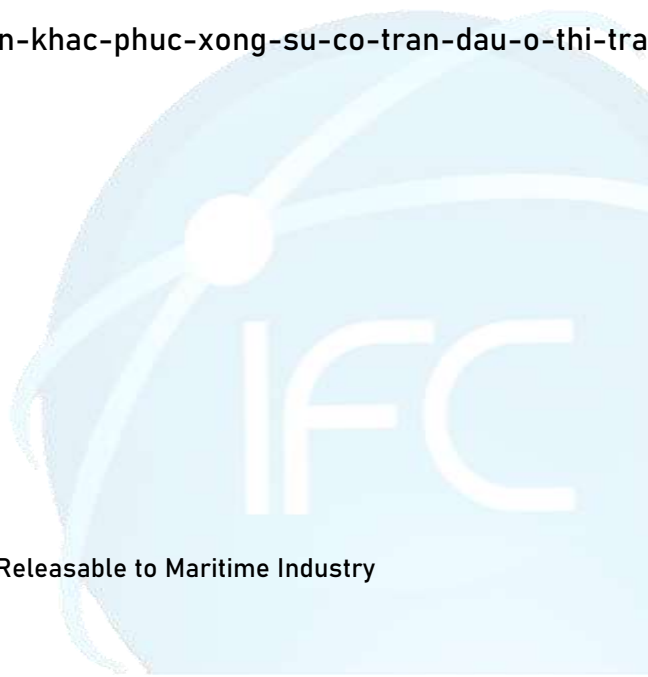 n-khac-phuc-xong-su-co-tran-dau-o-thi-tra
IFC
Releasable to Maritime Industry